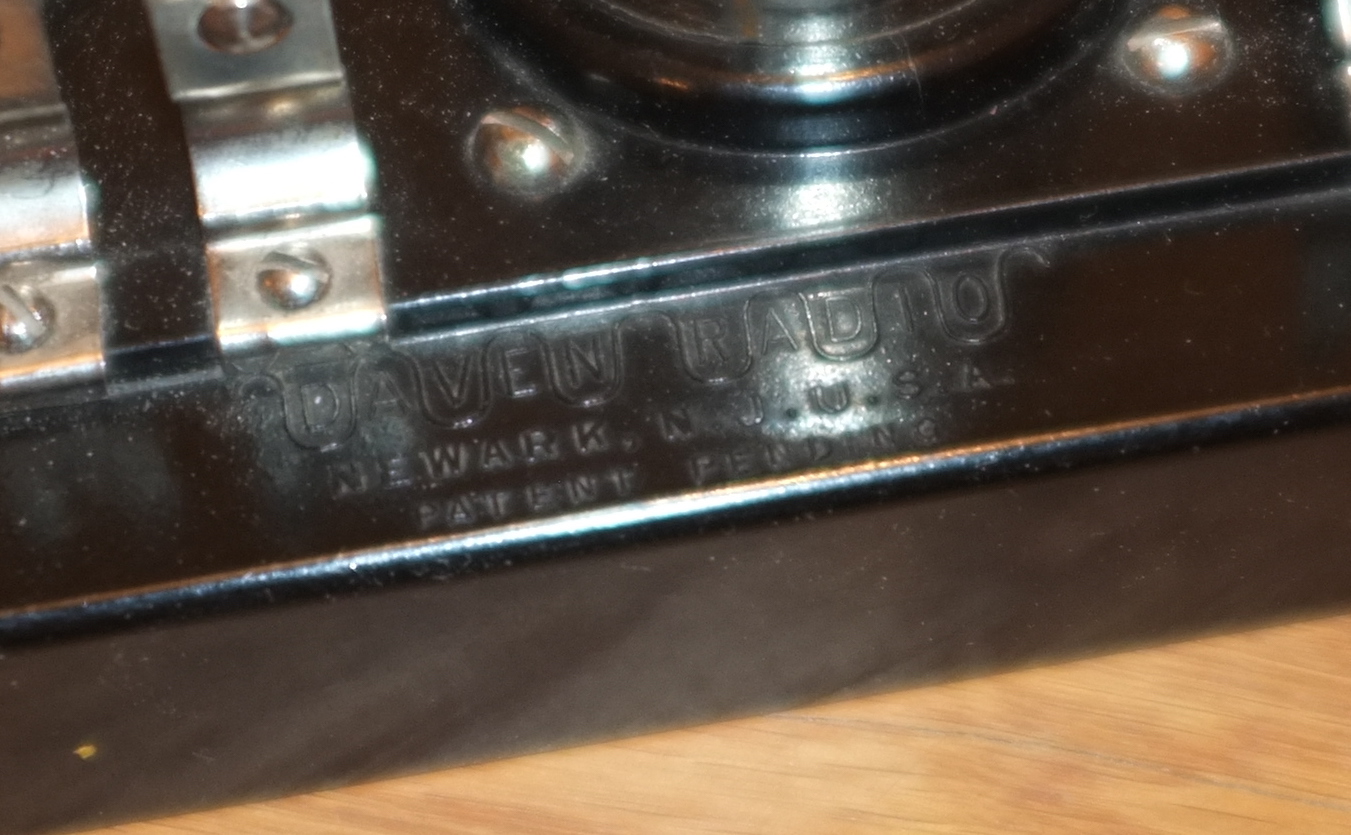 DAVEN RADIO
NEWARK, N.J.U.S.A.
PATENT PENDING